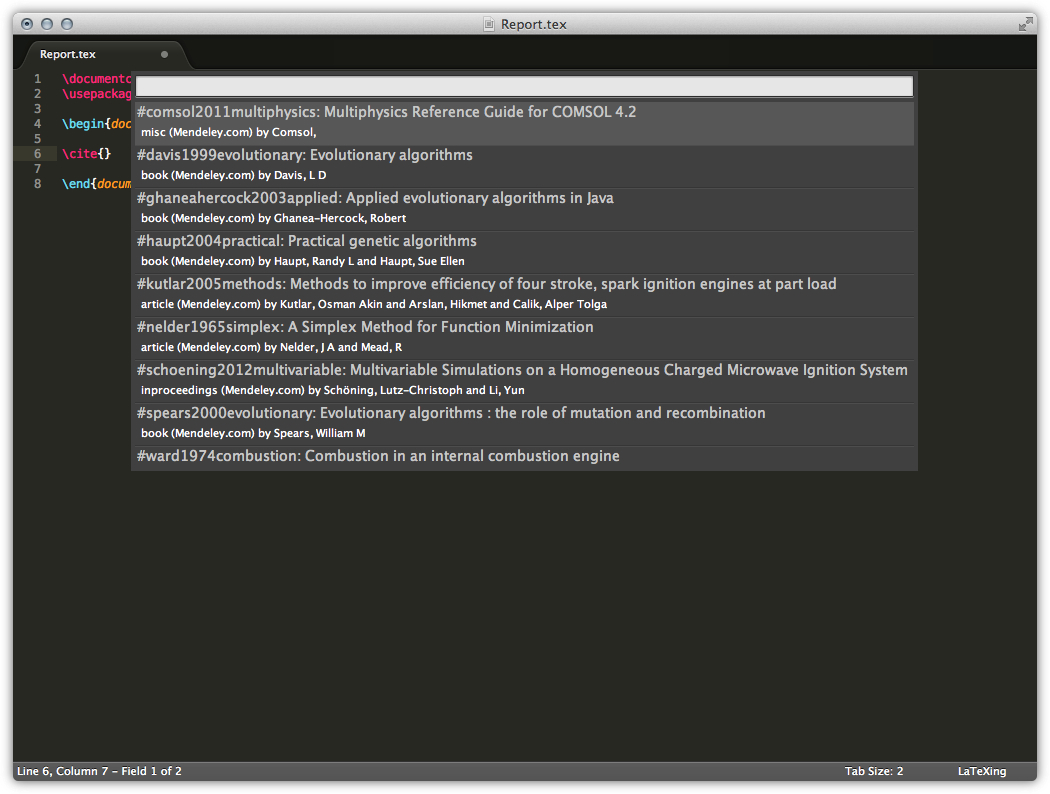 Report.tex
Report.tex
1 \documentc
2 \usepackag
3
4 \begin{doc
5
6 \cite{}
7
8 \end{docum
#comsol2011multiphysics: Multiphysics Reference Guide for COMSOL 4.2
misc (Mendeley.com) by Comsol,
#davis1999evolutionary: Evolutionary algorithms
book (Mendeley.com) by Davis, L D
#ghaneahercock2003applied: Applied evolutionary algorithms in Java
book (Mendeley.com) by Ghanea-Hercock, Robert
#haupt2004practical: Practical genetic algorithms
book (Mendeley.com) by Haupt, Randy L and Haupt, Sue Ellen
#kutlar2005methods: Methods to improve efficiency of four stroke, spark ignition engines at part load
article (Mendeley.com) by Kutlar, Osman Akin and Arslan, Hikmet and Calik, Alper Tolga
#nelder1965simplex: A Simplex Method for Function Minimization
article (Mendeley.com) by Nelder, J A and Mead, R
#schoening2012multivariable: Multivariable Simulations on a Homogeneous Charged Microwave Ignition System
inproceedings (Mendeley.com) by Schöning, Lutz-Christoph and Li, Yun
#spears2000evolutionary: Evolutionary algorithms : the role of mutation and recombination
book (Mendeley.com) by Spears, William M
#ward1974combustion: Combustion in an internal combustion engine
Line 6, Column 7 - Field 1 of 2
Tab Size: 2
LaTeXing